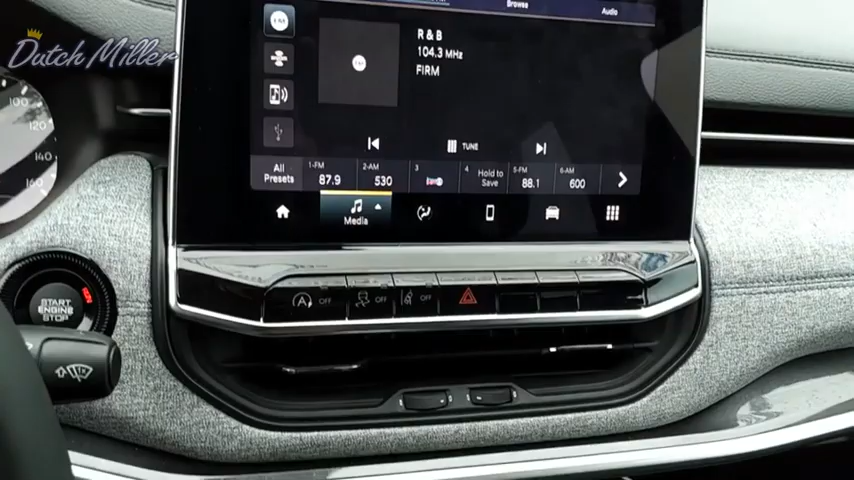 Dutch Miller
Browse
Audio
FM
R & B
104.3 MHz
FIRM
TUNE
All Presets
1-FM
87.9
2-AM
530
3
4
Hold to Save
5-FM
88.1
6-AM
600
Media
100
120
140
160
START
ENGINE
STOP
A OFF
OFF
OFF